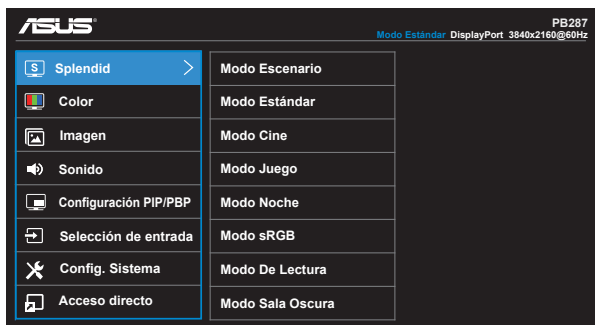 ASUS
PB287
Modo Estándar DisplayPort 3840x2160@60Hz
S Splendid
Color
Imagen
Sonido
Configuración PIP/PBP
Selección de entrada
Config. Sistema
Acceso directo
Modo Escenario
Modo Estándar
Modo Cine
Modo Juego
Modo Noche
Modo sRGB
Modo De Lectura
Modo Sala Oscura